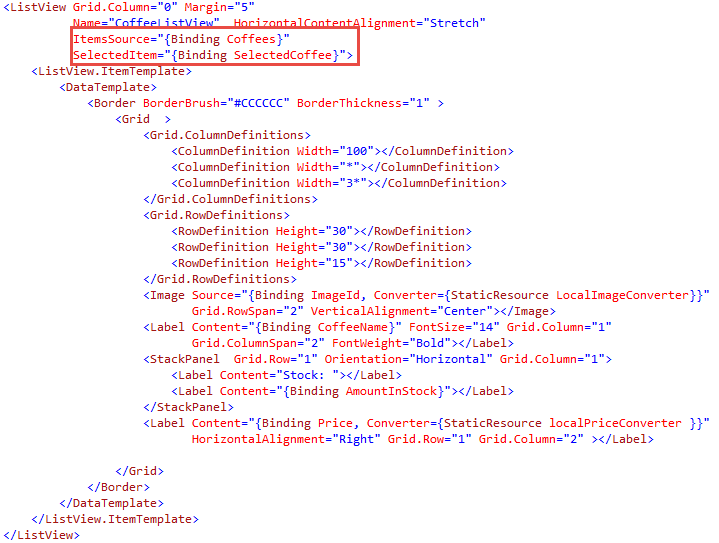 <ListView Grid.Column="0" Margin="5"
Name="CoffeeListView" HorizontalContentAlignment="Stretch"
ItemsSource="{Binding Coffees}"
SelectedItem="{Binding SelectedCoffee}">
<ListView.ItemTemplate>
<DataTemplate>
<Border BorderBrush="#CCCCCC" BorderThickness="1" >
<Grid  >
<Grid.ColumnDefinitions>
<ColumnDefinition Width="100"></ColumnDefinition>
<ColumnDefinition Width="*"></ColumnDefinition>
<ColumnDefinition Width="3*"></ColumnDefinition>
</Grid.ColumnDefinitions>
<Grid.RowDefinitions>
<RowDefinition Height="30"></RowDefinition>
<RowDefinition Height="30"></RowDefinition>
<RowDefinition Height="15"></RowDefinition>
</Grid.RowDefinitions>
<Image Source="{Binding ImageId, Converter={StaticResource LocalImageConverter}}"
Grid.RowSpan="2" VerticalAlignment="Center"></Image>
<Label Content="{Binding CoffeeName}" FontSize="14" Grid.Column="1"
Grid.ColumnSpan="2" FontWeight="Bold"></Label>
<StackPanel  Grid.Row="1" Orientation="Horizontal" Grid.Column="1">
<Label Content="Stock: "></Label>
<Label Content="{Binding AmountInStock}"></Label>
</StackPanel>
<Label Content="{Binding Price, Converter={StaticResource localPriceConverter }}"
HorizontalAlignment="Right" Grid.Row="1" Grid.Column="2" ></Label>
</Grid>
</Border>
</DataTemplate>
</ListView.ItemTemplate>
</ListView>